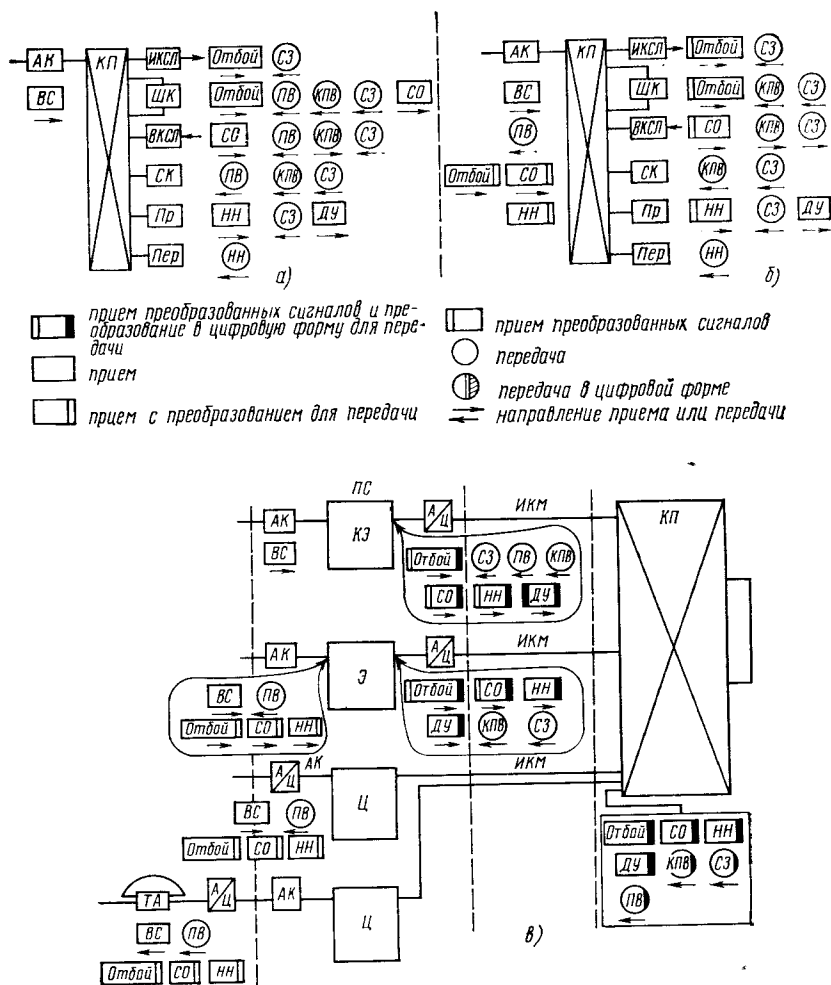 АК КП ИКСЛ Отбой СЗ
ВС ШК Отбой ПВ КПВ СЗ СО
ВКСЛ СО ПВ КПВ СЗ
СК ПВ КПВ СЗ
Пр НН СЗ ДУ
Пер НН
а)
АК КП ИКСЛ Отбой СЗ
ВС ШК Отбой КПВ СЗ
ПВ ВКСЛ СО КПВ СЗ
Отбой СО СК КПВ СЗ
НН Пр НН СЗ ДУ
Пер НН
б)
прием преобразованных сигналов и пре-
образование в цифровую форму для пере-
дачи
прием
прием с преобразованием для передачи
прием преобразованных сигналов
передача
передача в цифровой форме
направление приема или передачи
ПС
АК КЭ А/Ц ИКМ КП
ВС
Отбой СЗ ПВ КПВ
СО НН ДУ
АК Э А/Ц ИКМ
ВС ПВ
Отбой СО НН
Отбой СО НН
ДУ КПВ СЗ
А/Ц АК Ц ИКМ
ВС ПВ
Отбой СО НН
Отбой СО НН
ДУ КПВ СЗ
ПВ
ТА А/Ц АК Ц
ВС ПВ
Отбой СО НН
в)